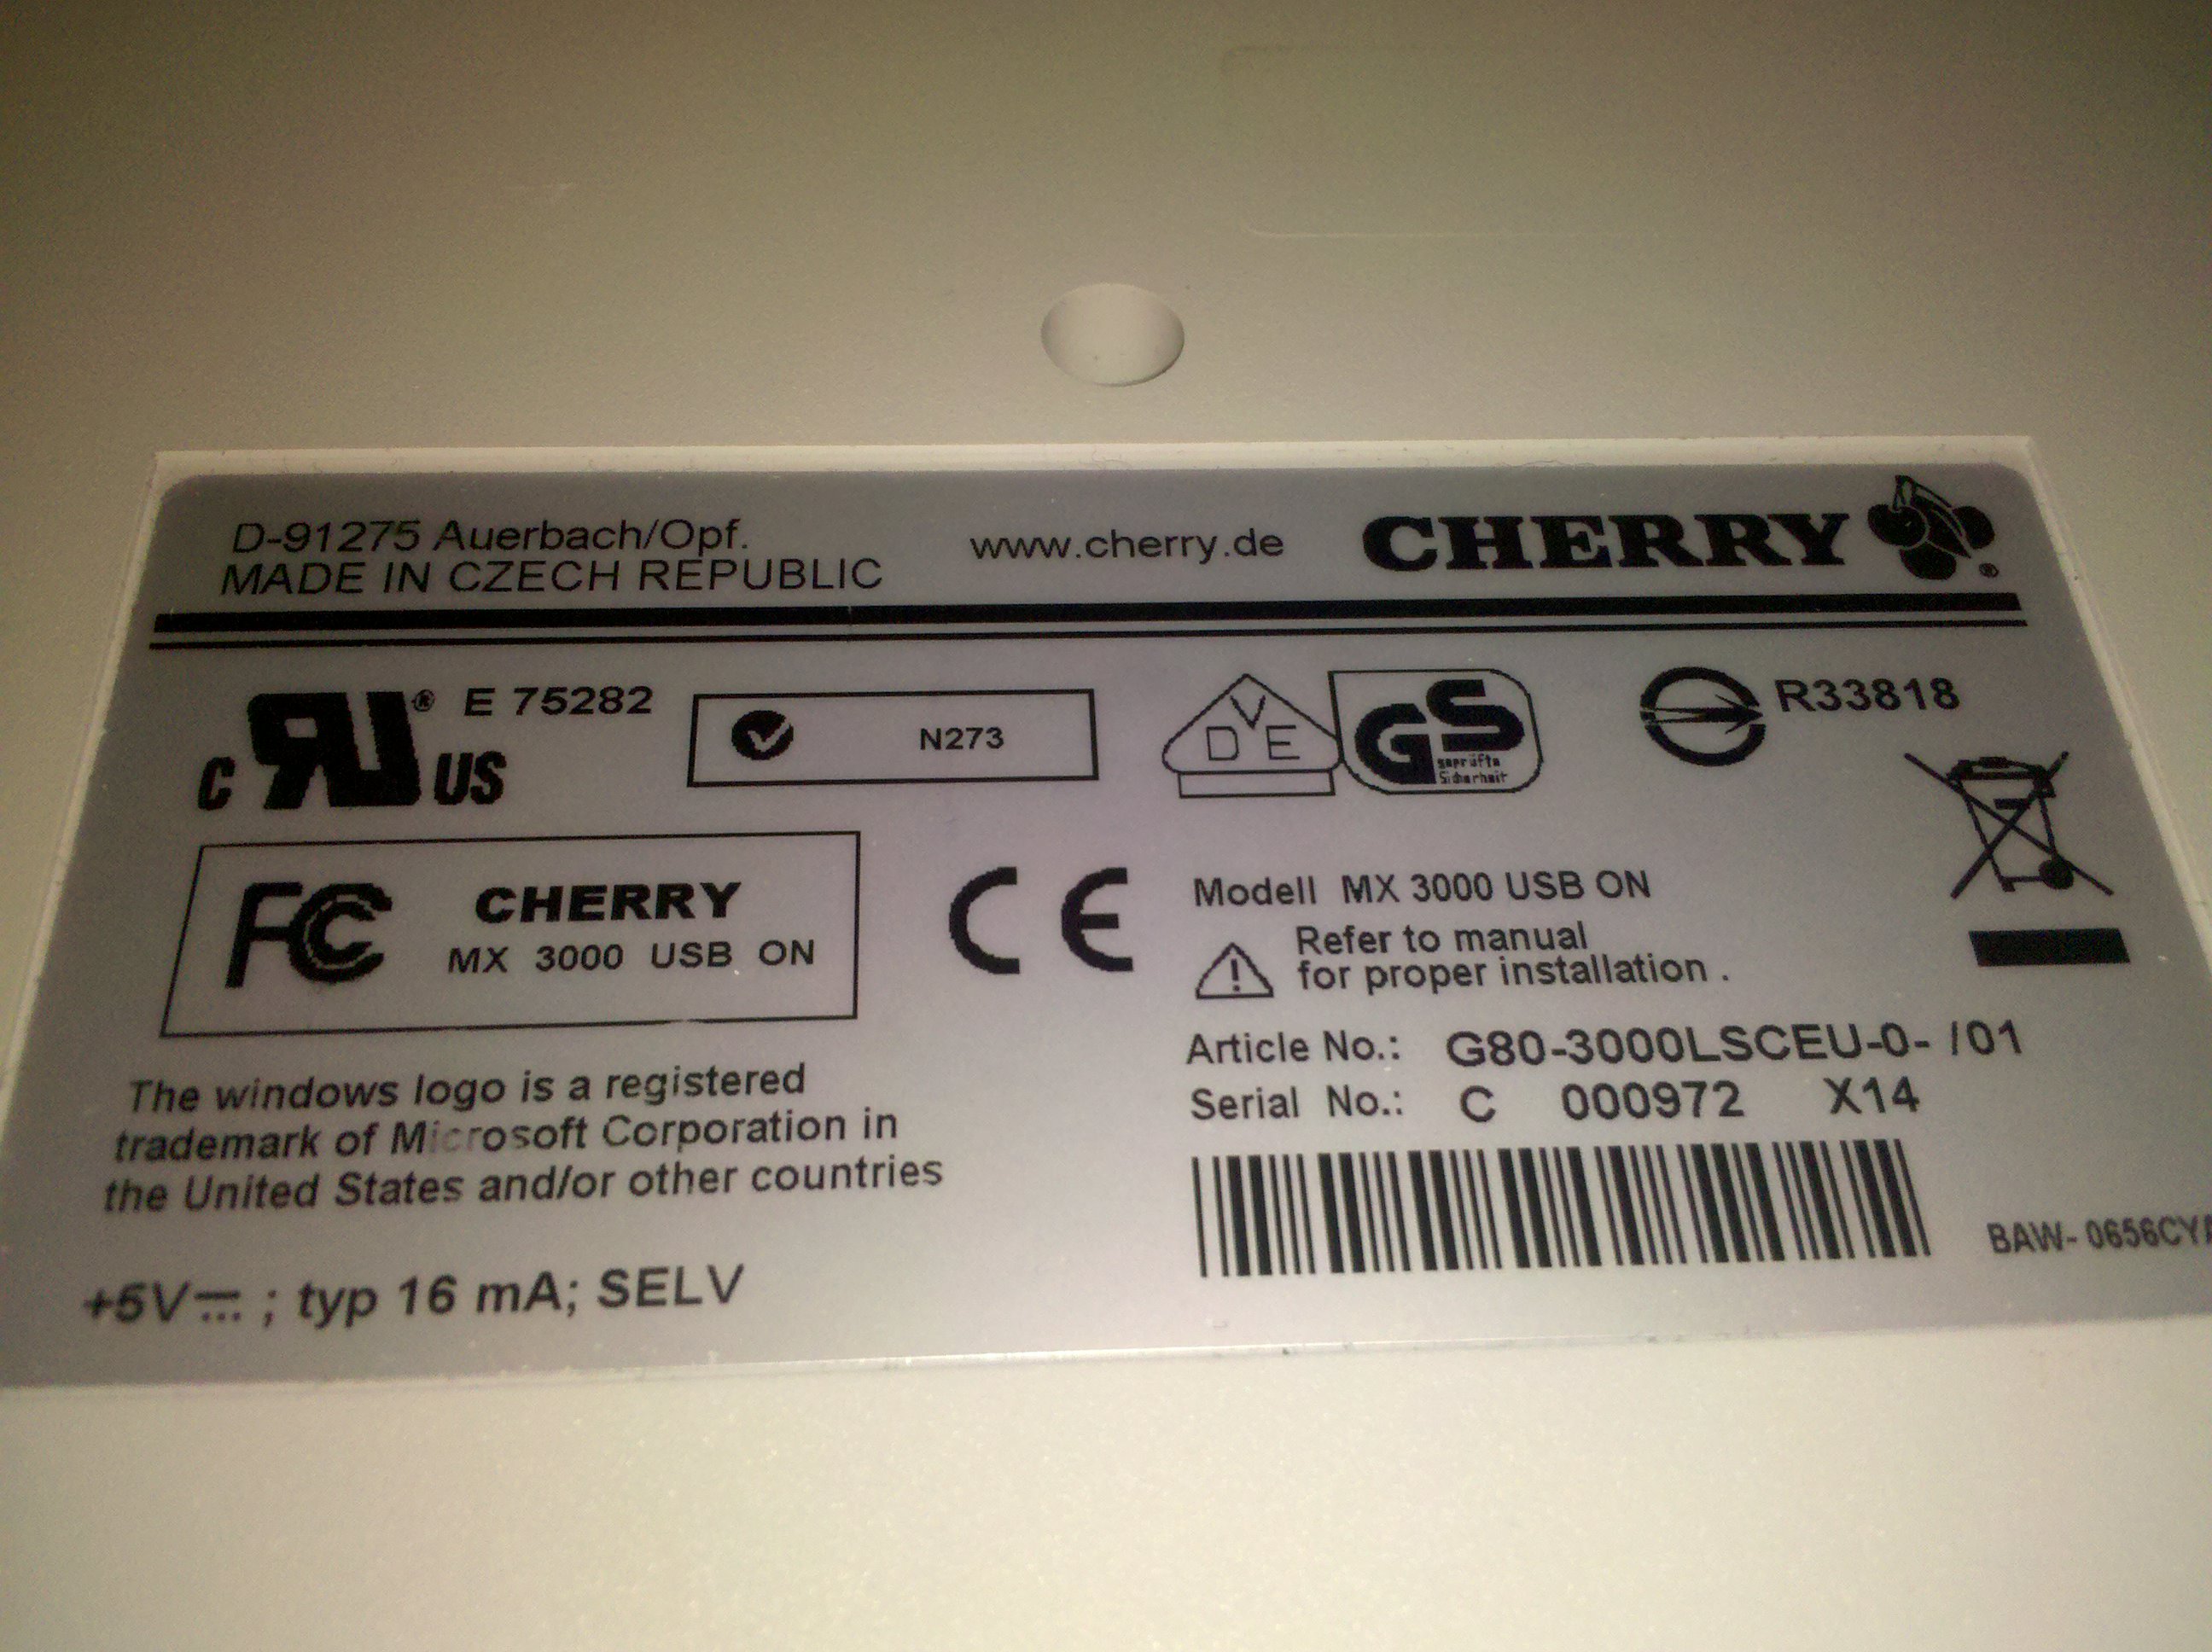 D-91275 Auerbach/Opf.
MADE IN CZECH REPUBLIC
www.cherry.de
CHERRY ®
c RU ® US E 75282
N273
VDE
GS geprüfte Sicherheit
R33818
FC CHERRY
MX 3000 USB ON
CE
Modell MX 3000 USB ON
Refer to manual
for proper installation .
Article No.: G80-3000LSCEU-0- /01
Serial No.: C 000972 X14
The windows logo is a registered
trademark of Microsoft Corporation in
the United States and/or other countries
+5V⎓ ; typ 16 mA; SELV